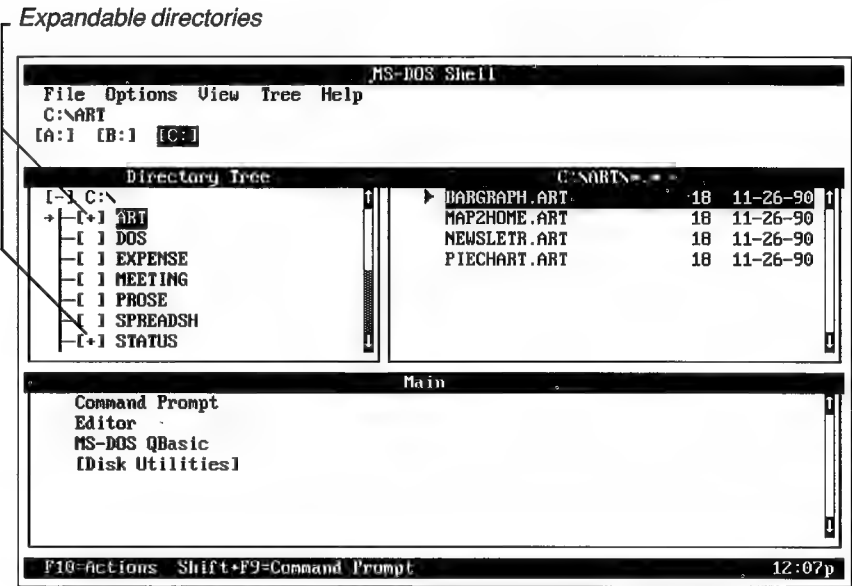 Expandable directories
MS-DOS Shell
File Options View Tree Help
C:\ART
[A:] [B:] [C:]
Directory Tree
[-] C:\
[+] ART
[ ] DOS
[ ] EXPENSE
[ ] MEETING
[ ] PROSE
[ ] SPREADSH
[+] STATUS
C:\ART\*.*
BARGRAPH.ART 18 11-26-90
MAP2HOME.ART 18 11-26-90
NEWSLETR.ART 18 11-26-90
PIECHART.ART 18 11-26-90
Main
Command Prompt
Editor
MS-DOS QBasic
[Disk Utilities]
F10=Actions Shift+F9=Command Prompt 12:07p